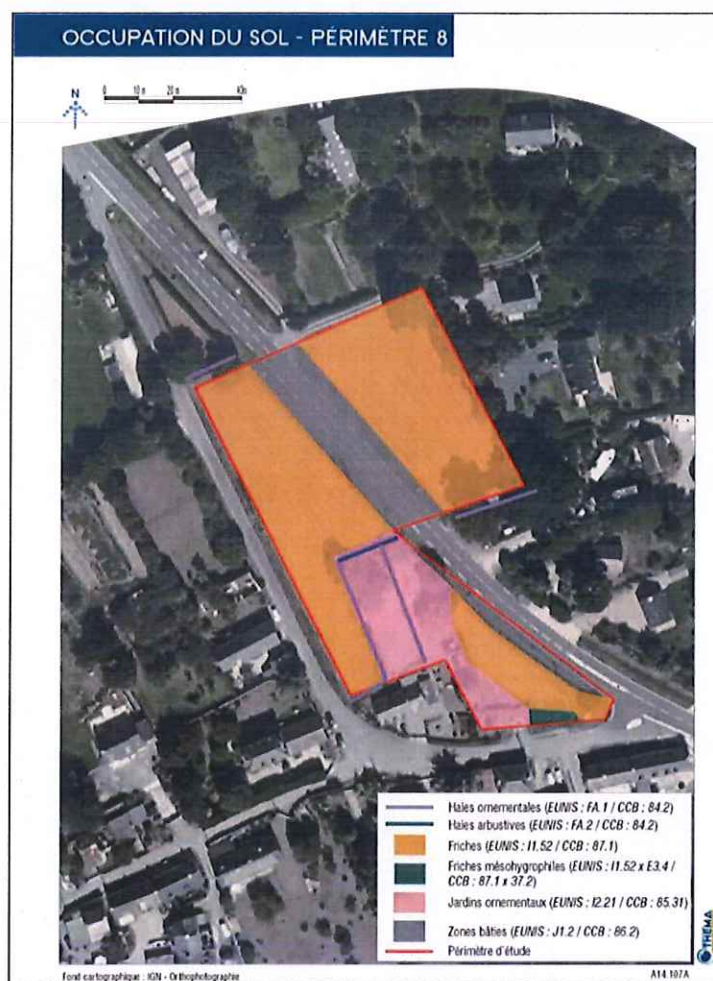 OCCUPATION DU SOL - PÉRIMÈTRE 8
N
0 10 m 20 m 40m
Haies ornementales (EUNIS : FA.1 / CCB : 84.2)
Haies arbustives (EUNIS : FA.2 / CCB : 84.2)
Friches (EUNIS : I1.52 / CCB : 87.1)
Friches mésohygrophiles (EUNIS : I1.52 x E3.4 /
CCB : 87.1 x 37.2)
Jardins ornementaux (EUNIS : I2.21 / CCB : 85.31)
Zones bâties (EUNIS : J1.2 / CCB : 86.2)
Périmètre d'étude
THEMA
Fond cartographique : IGN - Orthophotographie
A14.107A